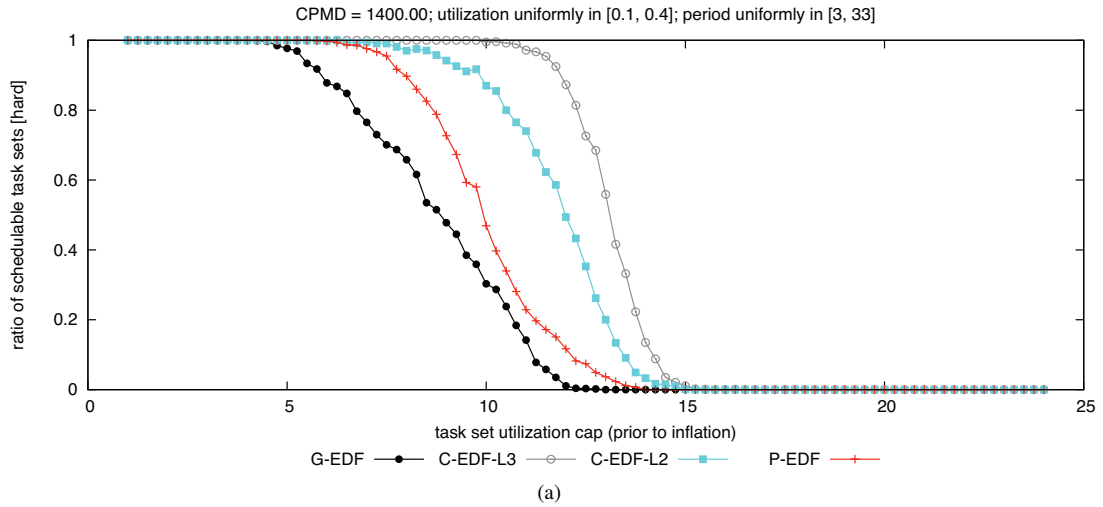 CPMD = 1400.00; utilization uniformly in [0.1, 0.4]; period uniformly in [3, 33]
ratio of schedulable task sets [hard]
1
0.8
0.6
0.4
0.2
0
0 5 10 15 20 25
task set utilization cap (prior to inflation)
G-EDF C-EDF-L3 C-EDF-L2 P-EDF
(a)